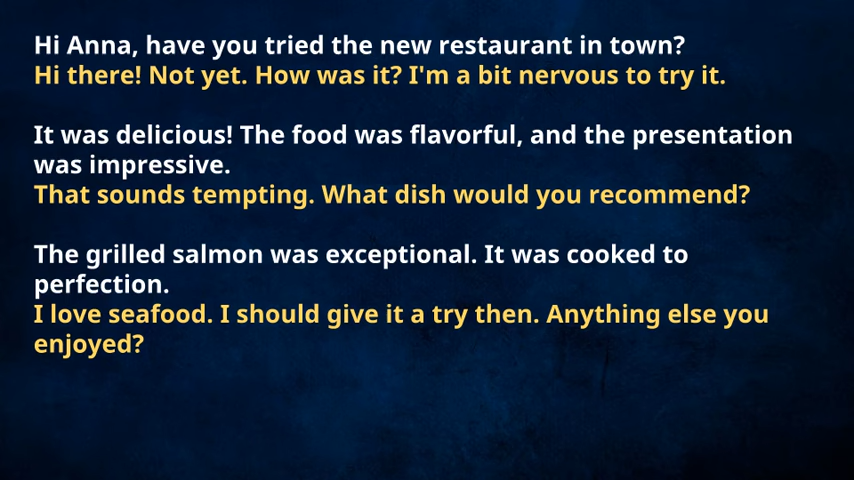 Hi Anna, have you tried the new restaurant in town?
Hi there! Not yet. How was it? I'm a bit nervous to try it.
It was delicious! The food was flavorful, and the presentation
was impressive.
That sounds tempting. What dish would you recommend?
The grilled salmon was exceptional. It was cooked to
perfection.
I love seafood. I should give it a try then. Anything else you
enjoyed?